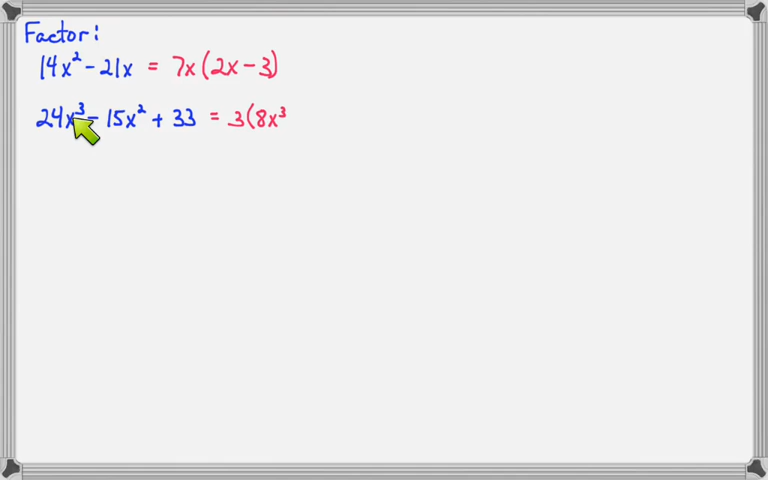 Factor:
14x² - 21x = 7x(2x - 3)
24x³ - 15x² + 33 = 3(8x³